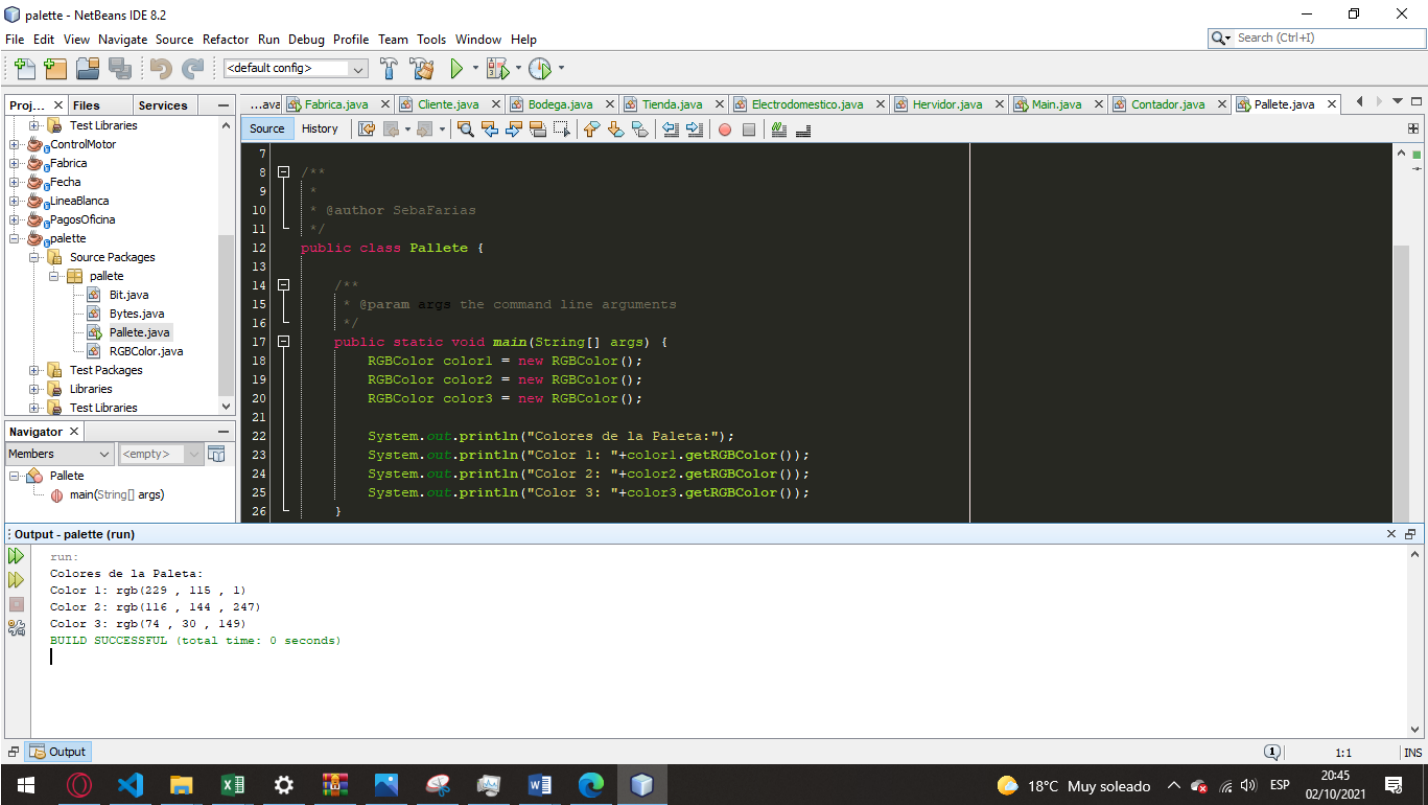 palette - NetBeans IDE 8.2
File Edit View Navigate Source Refactor Run Debug Profile Team Tools Window Help
Search (Ctrl+I)
<default config>
Proj... Files Services
...ava Fabrica.java Cliente.java Bodega.java Tienda.java Electrodomestico.java Hervidor.java Main.java Contador.java Pallete.java
Source History
Test Libraries
ControlMotor
Fabrica
Fecha
LineaBlanca
PagosOficina
palette
Source Packages
pallete
Bit.java
Bytes.java
Pallete.java
RGBColor.java
Test Packages
Libraries
Test Libraries
Navigator
Members <empty>
Pallete
main(String[] args)
7
8 /**
9 *
10 * @author SebaFarias
11 */
12 public class Pallete {
13
14 /**
15 * @param args the command line arguments
16 */
17 public static void main(String[] args) {
18 RGBColor color1 = new RGBColor();
19 RGBColor color2 = new RGBColor();
20 RGBColor color3 = new RGBColor();
21
22 System.out.println("Colores de la Paleta:");
23 System.out.println("Color 1: "+color1.getRGBColor());
24 System.out.println("Color 2: "+color2.getRGBColor());
25 System.out.println("Color 3: "+color3.getRGBColor());
26 }
Output - palette (run)
run:
Colores de la Paleta:
Color 1: rgb(229 , 115 , 1)
Color 2: rgb(116 , 144 , 247)
Color 3: rgb(74 , 30 , 149)
BUILD SUCCESSFUL (total time: 0 seconds)
Output
1 1:1 INS
18°C Muy soleado ESP 20:45
02/10/2021